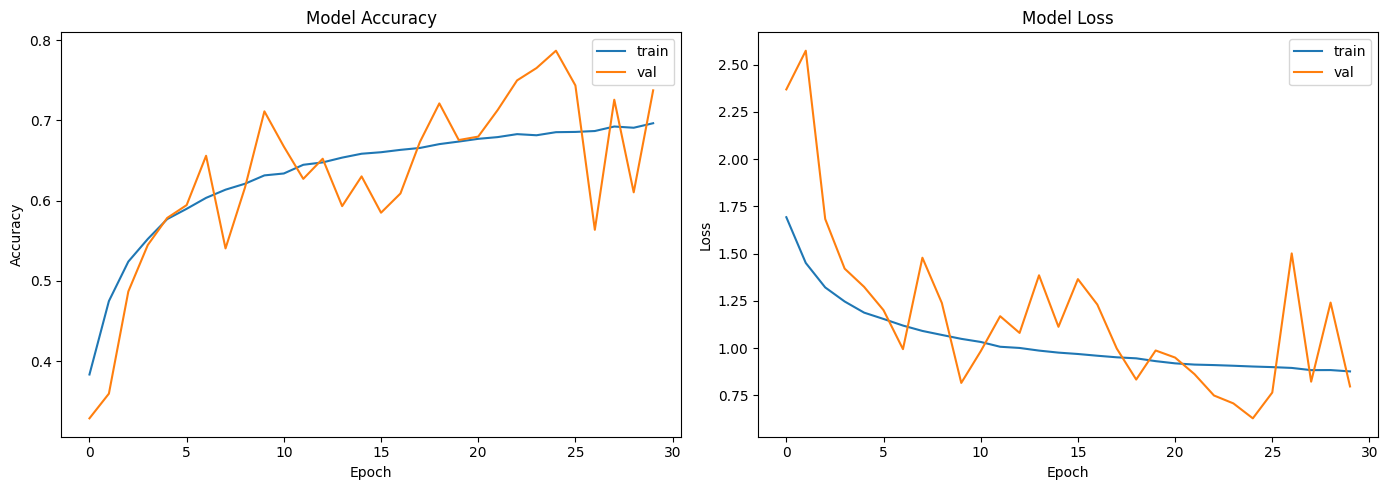 Model Accuracy
train
val
0.8
0.7
0.6
0.5
0.4
Accuracy
0 5 10 15 20 25 30
Epoch
Model Loss
train
val
2.50
2.25
2.00
1.75
1.50
1.25
1.00
0.75
Loss
0 5 10 15 20 25 30
Epoch